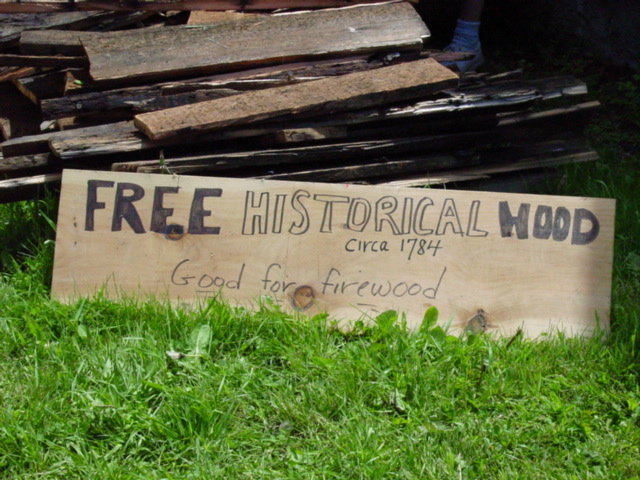 FREE HISTORICAL WOOD
circa 1784
Good for firewood